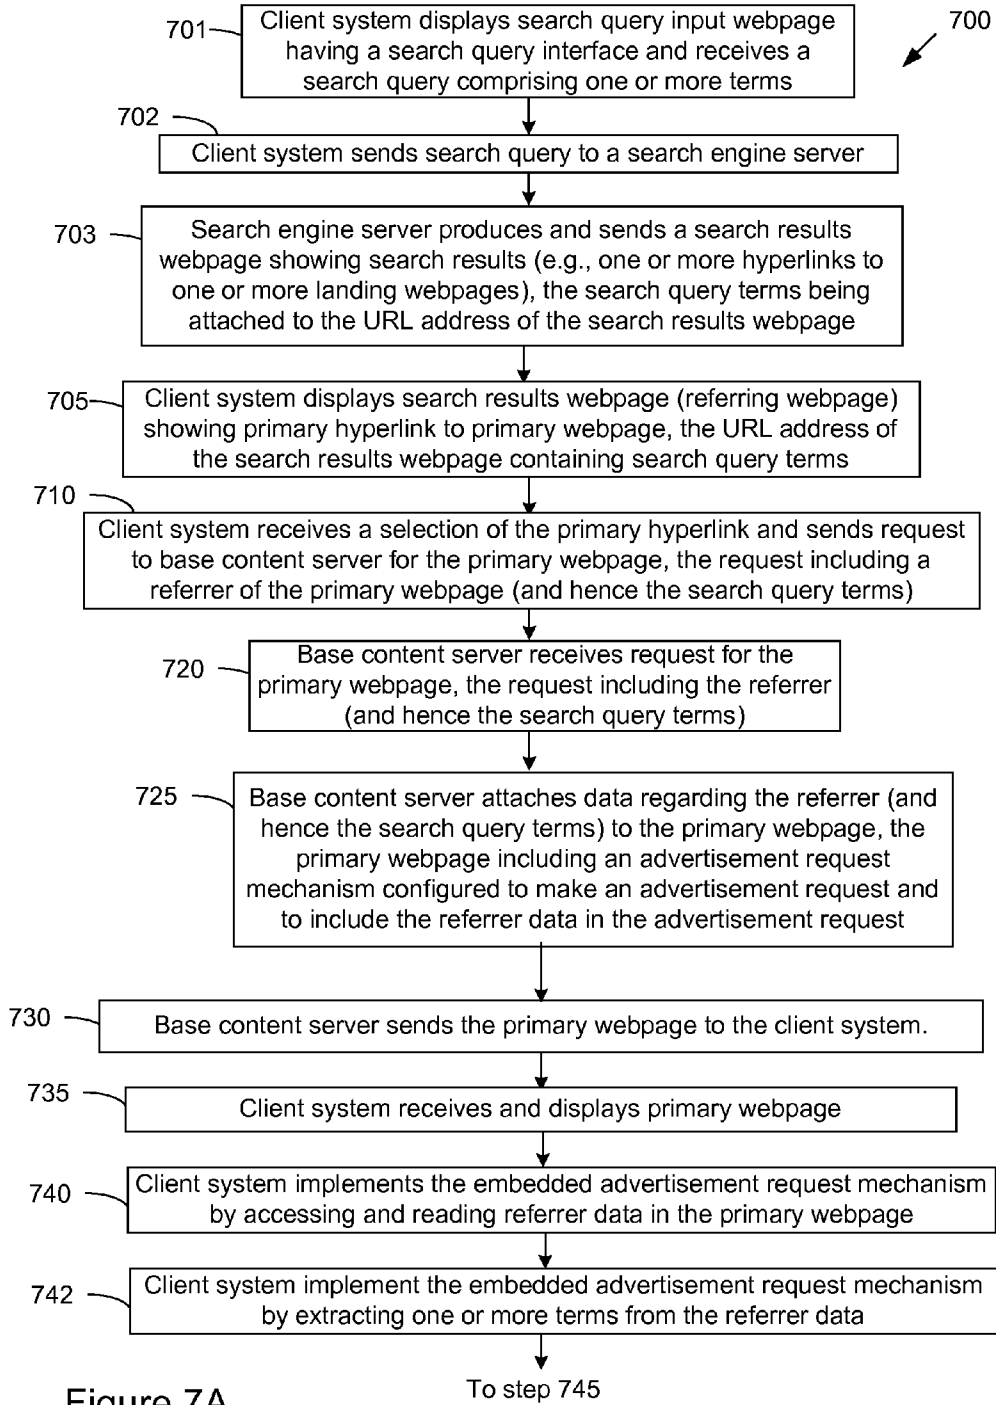 700
701
Client system displays search query input webpage
having a search query interface and receives a
search query comprising one or more terms
702
Client system sends search query to a search engine server
703
Search engine server produces and sends a search results
webpage showing search results (e.g., one or more hyperlinks to
one or more landing webpages), the search query terms being
attached to the URL address of the search results webpage
705
Client system displays search results webpage (referring webpage)
showing primary hyperlink to primary webpage, the URL address of
the search results webpage containing search query terms
710
Client system receives a selection of the primary hyperlink and sends request
to base content server for the primary webpage, the request including a
referrer of the primary webpage (and hence the search query terms)
720
Base content server receives request for the
primary webpage, the request including the referrer
(and hence the search query terms)
725
Base content server attaches data regarding the referrer (and
hence the search query terms) to the primary webpage, the
primary webpage including an advertisement request
mechanism configured to make an advertisement request and
to include the referrer data in the advertisement request
730
Base content server sends the primary webpage to the client system.
735
Client system receives and displays primary webpage
740
Client system implements the embedded advertisement request mechanism
by accessing and reading referrer data in the primary webpage
742
Client system implement the embedded advertisement request mechanism
by extracting one or more terms from the referrer data
To step 745
Figure 7A